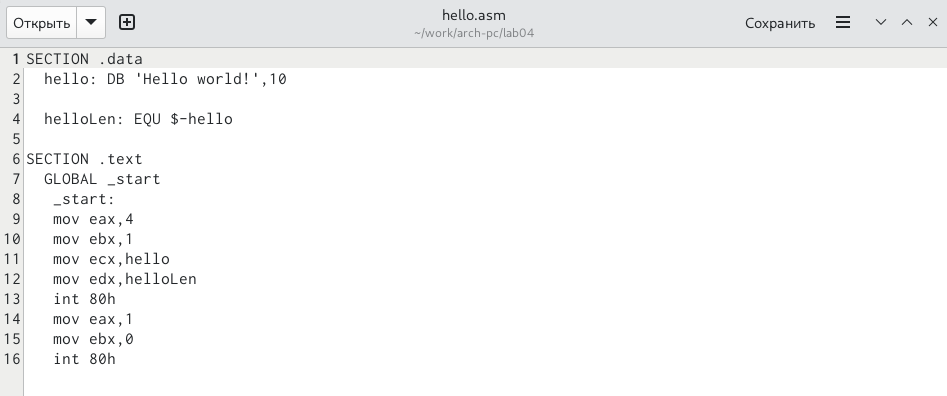 Открыть
hello.asm
~/work/arch-pc/lab04
Сохранить
1 SECTION .data
2   hello: DB 'Hello world!',10
3
4   helloLen: EQU $-hello
5
6 SECTION .text
7   GLOBAL _start
8    _start:
9    mov eax,4
10    mov ebx,1
11    mov ecx,hello
12    mov edx,helloLen
13    int 80h
14    mov eax,1
15    mov ebx,0
16    int 80h